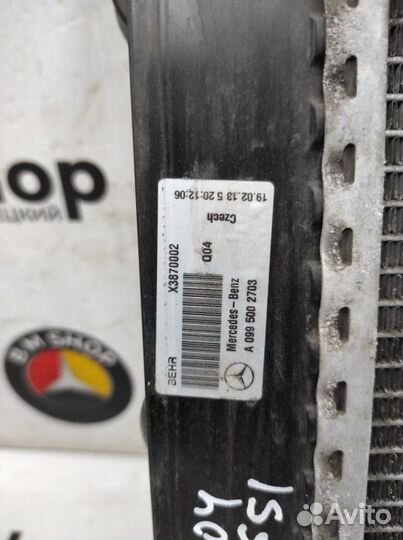 hop
ЕЦКИЙ
B.M SHOP
BEHR
X3870002
Mercedes-Benz
A 099 500 2703
Q04
Czech
19.02.13 5 20:12:06
Avito